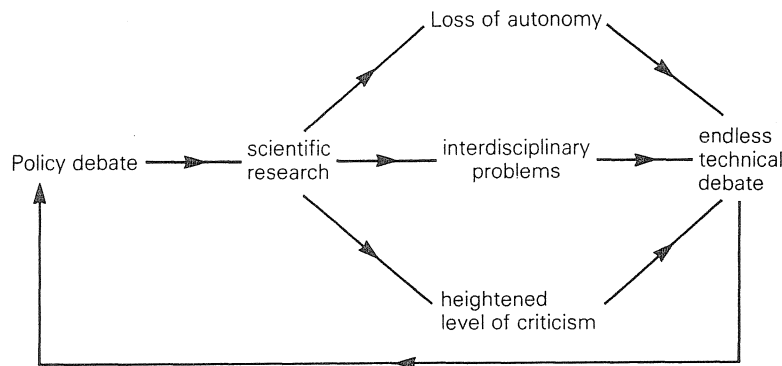 Loss of autonomy
Policy debate
scientific
research
interdisciplinary
problems
endless
technical
debate
heightened
level of criticism